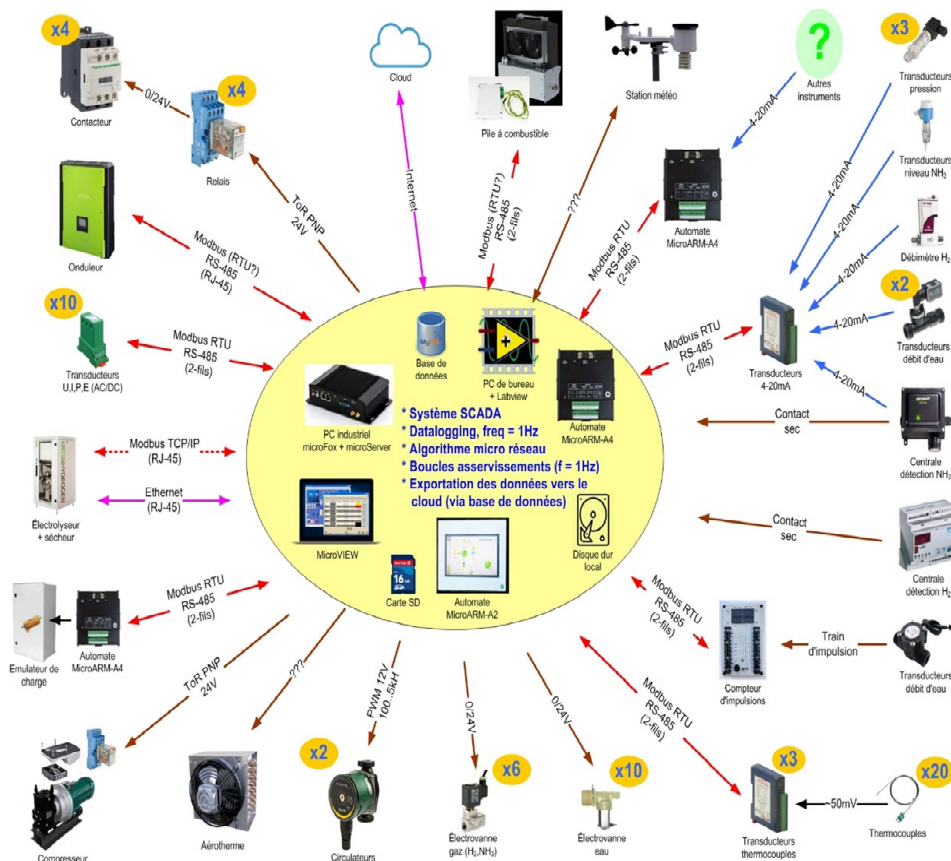 x4
Contacteur
0/24V
x4
Relais
ToR PNP
24V
Cloud
Internet
Pile à combustible
Modbus (RTU?)
RS-485
(2-fils)
Station météo
???
?
Autres
instruments
4-20mA
Automate
MicroARM-A4
Modbus RTU
RS-485
(2-fils)
x3
Transducteurs
pression
4-20mA
Transducteurs
niveau NH3
4-20mA
Débimètre H2
4-20mA
x2
Transducteurs
débit d'eau
4-20mA
Transducteurs
4-20mA
Modbus RTU
RS-485
(2-fils)
4-20mA
Centrale
détection NH3
Contact
sec
Onduleur
Modbus (RTU?)
RS-485
(RJ-45)
x10
Transducteurs
U,I,P,E (AC/DC)
Modbus RTU
RS-485
(2-fils)
Base de
données
PC de bureau
+ Labview
PC industriel
microFox + microServer
Automate
MicroARM-A4
* Système SCADA
* Datalogging, freq = 1Hz
* Algorithme micro réseau
* Boucles asservissements (f = 1Hz)
* Exportation des données vers le
cloud (via base de données)
MicroVIEW
16
Carte SD
Automate
MicroARM-A2
Disque dur
local
Modbus TCP/IP
(RJ-45)
Ethernet
(RJ-45)
Électrolyseur
+ sécheur
Contact
sec
Centrale
détection H2
Emulateur de
charge
Automate
MicroARM-A4
Modbus RTU
RS-485
(2-fils)
Modbus RTU
RS-485
(2-fils)
Compteur
d'impulsions
Train
d'impulsion
Transducteurs
débit d'eau
ToR PNP
24V
Compresseur
???
Aérotherme
PWM 12V
100...5kH
x2
Circulateurs
0/24V
x6
Électrovanne
gaz (H2,NH3)
0/24V
x10
Électrovanne
eau
Modbus RTU
RS-485
(2-fils)
x3
Transducteurs
thermocouples
~50mV
x20
Thermocouples